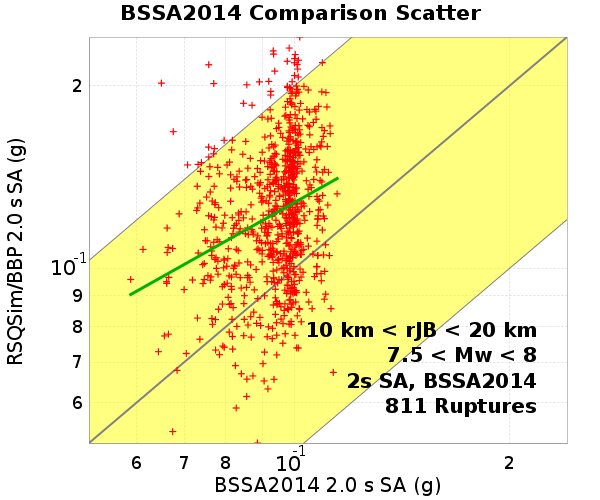 BSSA2014 Comparison Scatter
RSQSim/BBP 2.0 s SA (g)
2
10-1
9
8
7
6
10 km < rJB < 20 km
7.5 < Mw < 8
2s SA, BSSA2014
811 Ruptures
6 7 8 10-1 2
BSSA2014 2.0 s SA (g)